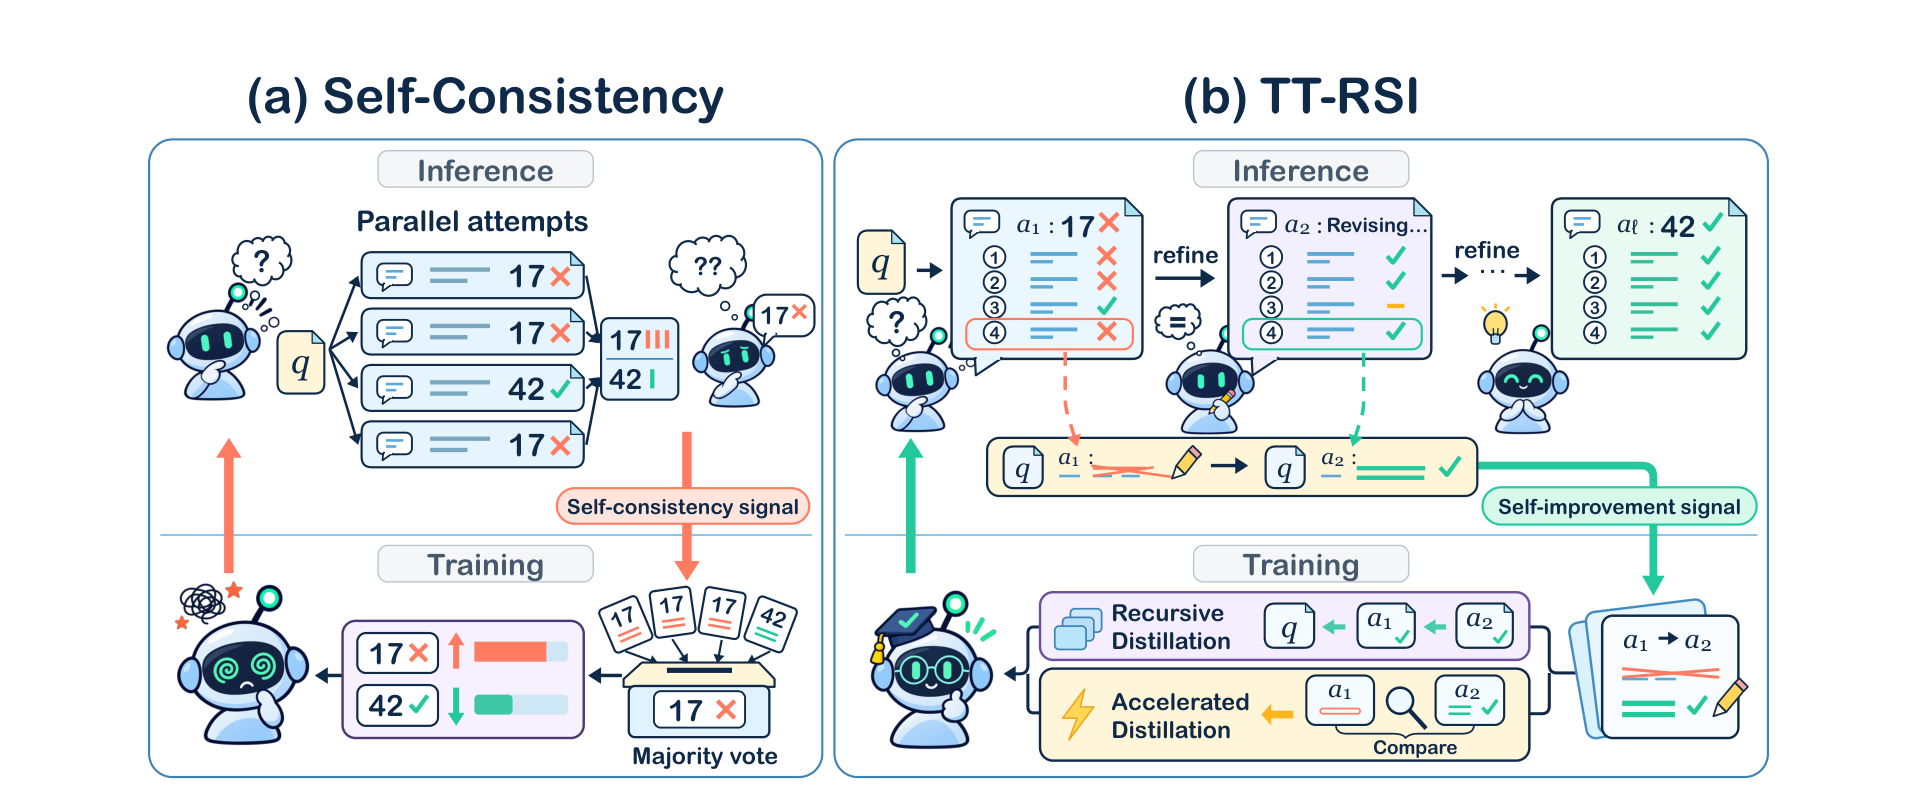 (a) Self-Consistency
Inference
Parallel attempts
?
q
17
17
42
17
17
42
??
17
Self-consistency signal
Training
17
42
17
17
17
42
17
Majority vote
(b) TT-RSI
Inference
q
?
a1 : 17
1
2
3
4
refine
=
a2 : Revising...
1
2
3
4
refine
...
aℓ : 42
1
2
3
4
q a1 :
q a2 :
Self-improvement signal
Training
Recursive
Distillation
q a1 a2
Accelerated
Distillation
a1 a2
Compare
a1 → a2